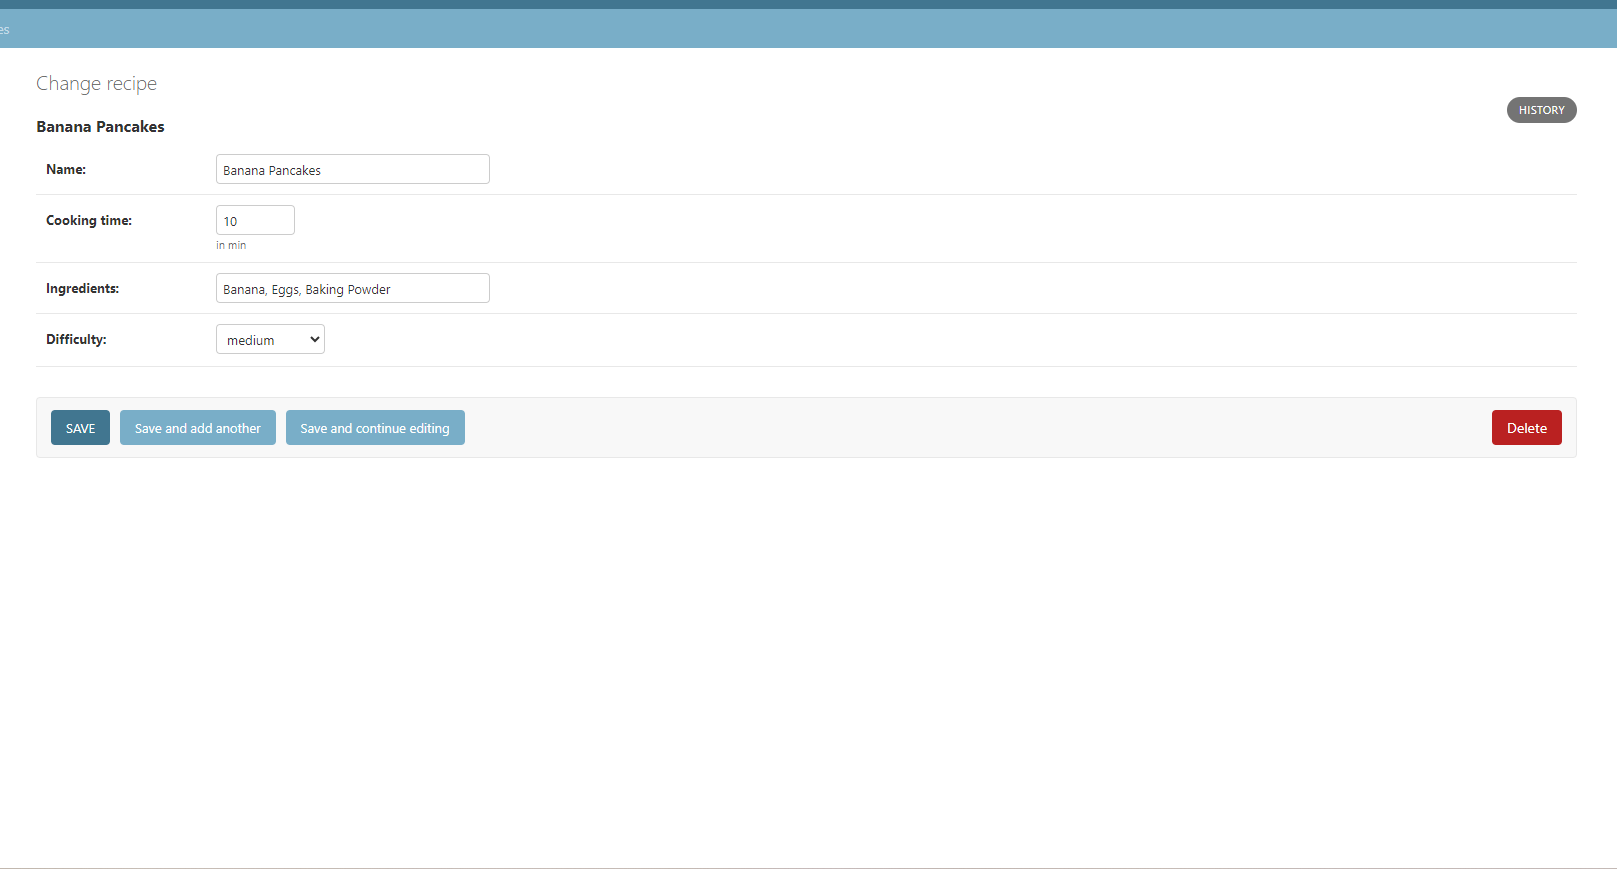 es
Change recipe
HISTORY
Banana Pancakes
Name: Banana Pancakes
Cooking time: 10
in min
Ingredients: Banana, Eggs, Baking Powder
Difficulty: medium
SAVE Save and add another Save and continue editing Delete